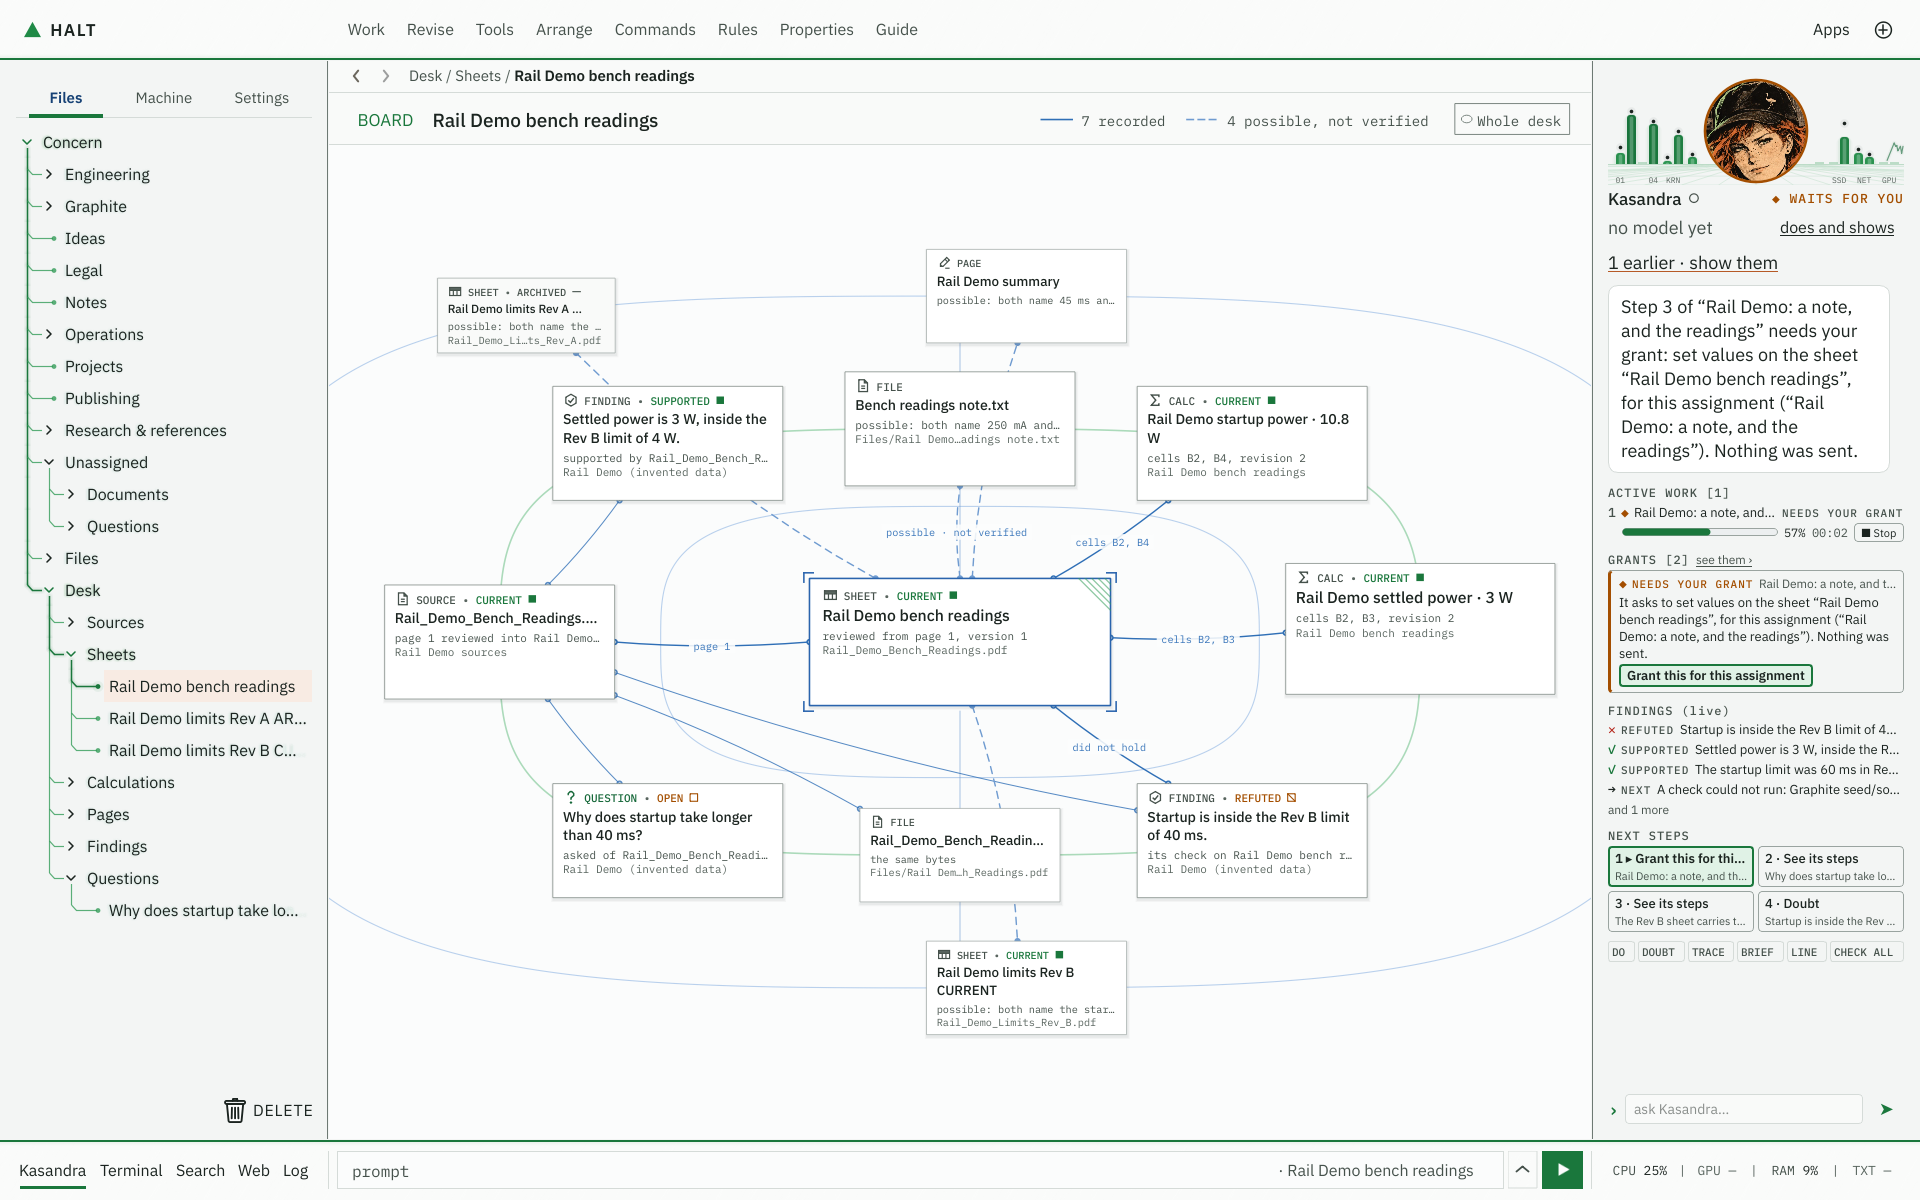 HALT
Work Revise Tools Arrange Commands Rules Properties Guide
Apps
Files Machine Settings
Concern
Engineering
Graphite
Ideas
Legal
Notes
Operations
Projects
Publishing
Research & references
Unassigned
Documents
Questions
Files
Desk
Sources
Sheets
Rail Demo bench readings
Rail Demo limits Rev A AR...
Rail Demo limits Rev B C...
Calculations
Pages
Findings
Questions
Why does startup take lo...
DELETE
Desk / Sheets / Rail Demo bench readings
BOARD Rail Demo bench readings
7 recorded
4 possible, not verified
Whole desk
SHEET • ARCHIVED —
Rail Demo limits Rev A ...
possible: both name the …
Rail_Demo_Li…ts_Rev_A.pdf
PAGE
Rail Demo summary
possible: both name 45 ms an…
FINDING • SUPPORTED
Settled power is 3 W, inside the
Rev B limit of 4 W.
supported by Rail_Demo_Bench_R…
Rail Demo (invented data)
FILE
Bench readings note.txt
possible: both name 250 mA and…
Files/Rail Demo…adings note.txt
CALC • CURRENT
Rail Demo startup power · 10.8
W
cells B2, B4, revision 2
Rail Demo bench readings
possible · not verified
cells B2, B4
SOURCE • CURRENT
Rail_Demo_Bench_Readings....
page 1 reviewed into Rail Demo…
Rail Demo sources
page 1
SHEET • CURRENT
Rail Demo bench readings
reviewed from page 1, version 1
Rail_Demo_Bench_Readings.pdf
cells B2, B3
CALC • CURRENT
Rail Demo settled power · 3 W
cells B2, B3, revision 2
Rail Demo bench readings
did not hold
QUESTION • OPEN
Why does startup take longer
than 40 ms?
asked of Rail_Demo_Bench_Readi…
Rail Demo (invented data)
FILE
Rail_Demo_Bench_Readin...
the same bytes
Files/Rail Dem…h_Readings.pdf
FINDING • REFUTED
Startup is inside the Rev B limit
of 40 ms.
its check on Rail Demo bench r…
Rail Demo (invented data)
SHEET • CURRENT
Rail Demo limits Rev B
CURRENT
possible: both name the star…
Rail_Demo_Limits_Rev_B.pdf
01 04 KRN SSD NET GPU
Kasandra
WAITS FOR YOU
no model yet
does and shows
1 earlier · show them
Step 3 of “Rail Demo: a note,
and the readings” needs your
grant: set values on the sheet
“Rail Demo bench readings”,
for this assignment (“Rail
Demo: a note, and the
readings”). Nothing was sent.
ACTIVE WORK [1]
1 Rail Demo: a note, and... NEEDS YOUR GRANT
57% 00:02 Stop
GRANTS [2] see them ›
NEEDS YOUR GRANT Rail Demo: a note, and t...
It asks to set values on the sheet “Rail Demo
bench readings”, for this assignment (“Rail
Demo: a note, and the readings”). Nothing was
sent.
Grant this for this assignment
FINDINGS (live)
× REFUTED Startup is inside the Rev B limit of 4...
√ SUPPORTED Settled power is 3 W, inside the R...
√ SUPPORTED The startup limit was 60 ms in Re...
→ NEXT A check could not run: Graphite seed/so...
and 1 more
NEXT STEPS
1 ▸ Grant this for thi...
Rail Demo: a note, and th...
2 · See its steps
Why does startup take lo...
3 · See its steps
The Rev B sheet carries t...
4 · Doubt
Startup is inside the Rev ...
DO DOUBT TRACE BRIEF LINE CHECK ALL
› ask Kasandra...
Kasandra Terminal Search Web Log
prompt
· Rail Demo bench readings
CPU 25% | GPU — | RAM 9% | TXT —